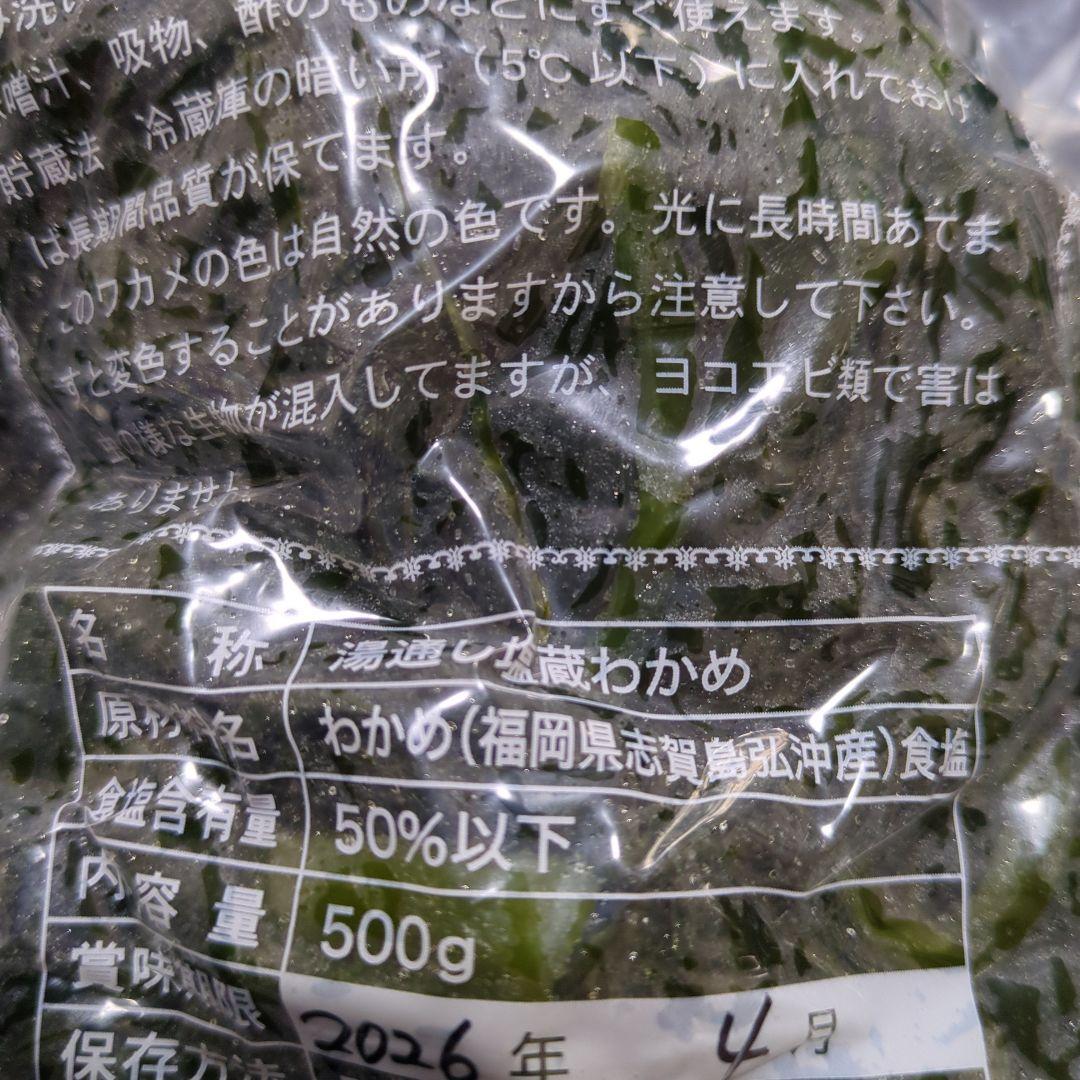 洗い
噌汁、吸物、酢のものなどにすぐ使えます。
貯蔵法 冷蔵庫の暗い所(5℃以下)に入れておけ
は長期間品質が保てます。
このワカメの色は自然の色です。光に長時間あてま
すと変色することがありますから注意して下さい。
虫の様な生物が混入してますが、ヨコエビ類で害は
ありません。
名称 湯通し塩蔵わかめ
原材料名 わかめ(福岡県志賀島弘沖産)食塩
食塩含有量 50%以下
内容量 500g
賞味期限 2026年 4月
保存方法